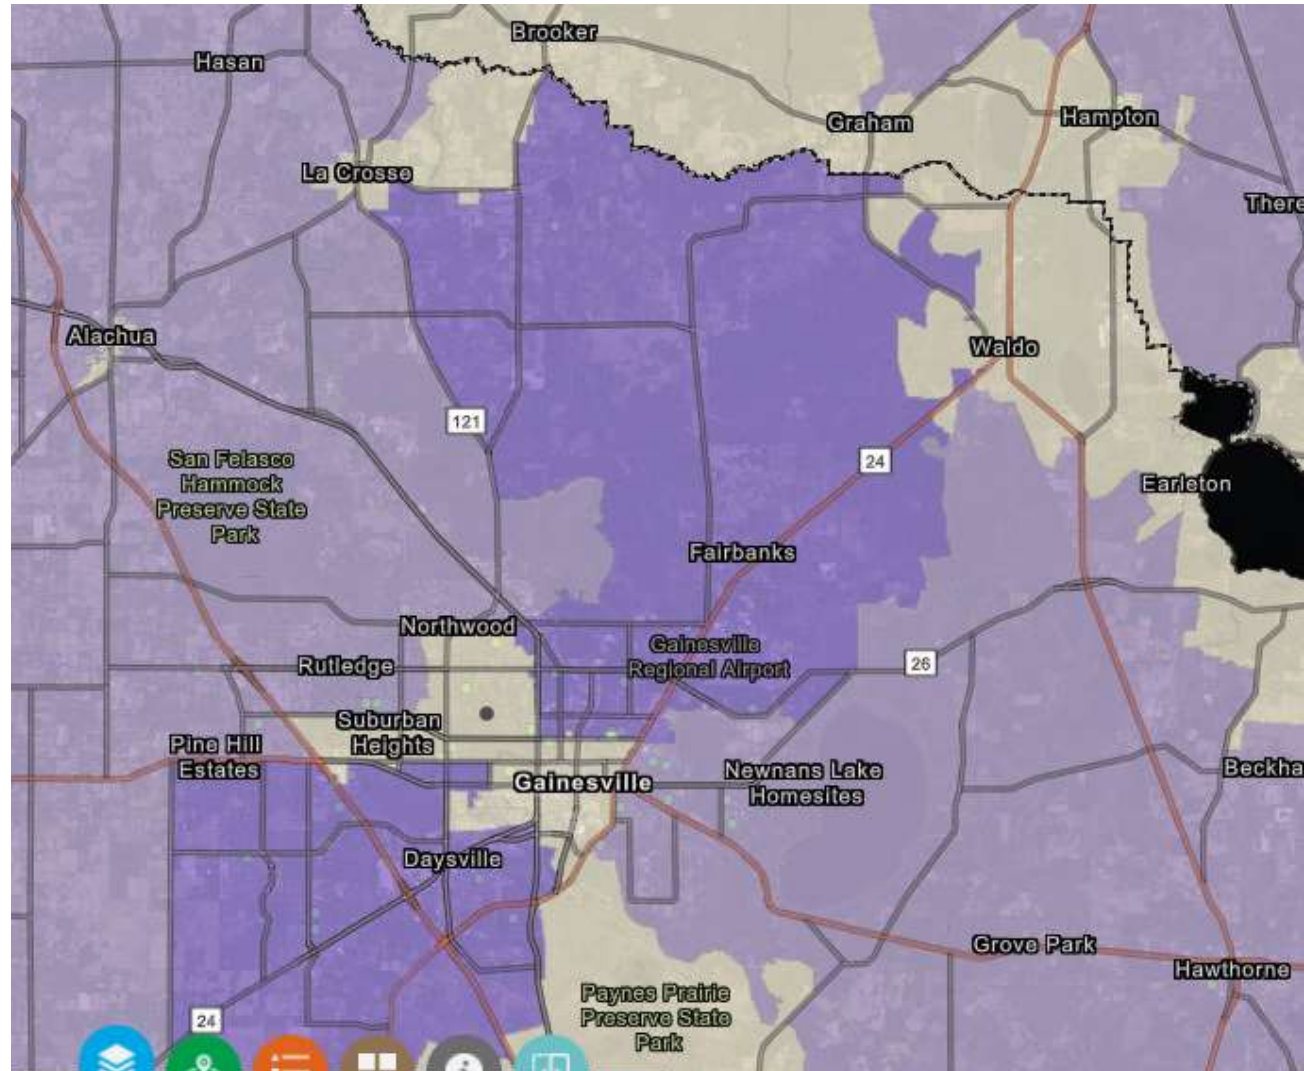 Brooker
Hasan
Graham
Hampton
La Crosse
There
Alachua
Waldo
121
San Felasco
Hammock
Preserve State
Park
24
Earleton
Fairbanks
Northwood
Gainesville
Regional Airport
Rutledge
26
Suburban
Heights
Pine Hill
Estates
Gainesville
Newnans Lake
Homesites
Beckha
Daysville
Grove Park
Hawthorne
Paynes Prairie
Preserve State
Park
24